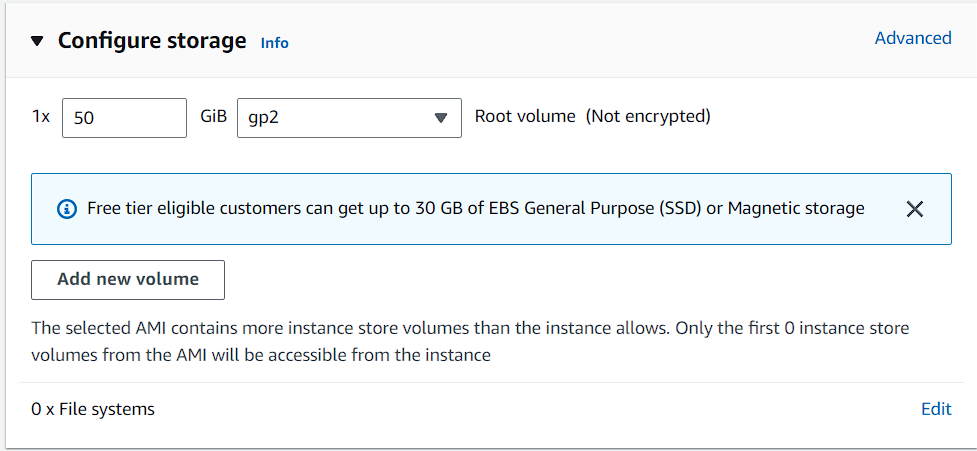 Configure storage Info Advanced
1x 50 GiB gp2 Root volume (Not encrypted)
Free tier eligible customers can get up to 30 GB of EBS General Purpose (SSD) or Magnetic storage
Add new volume
The selected AMI contains more instance store volumes than the instance allows. Only the first 0 instance store
volumes from the AMI will be accessible from the instance
0 x File systems Edit